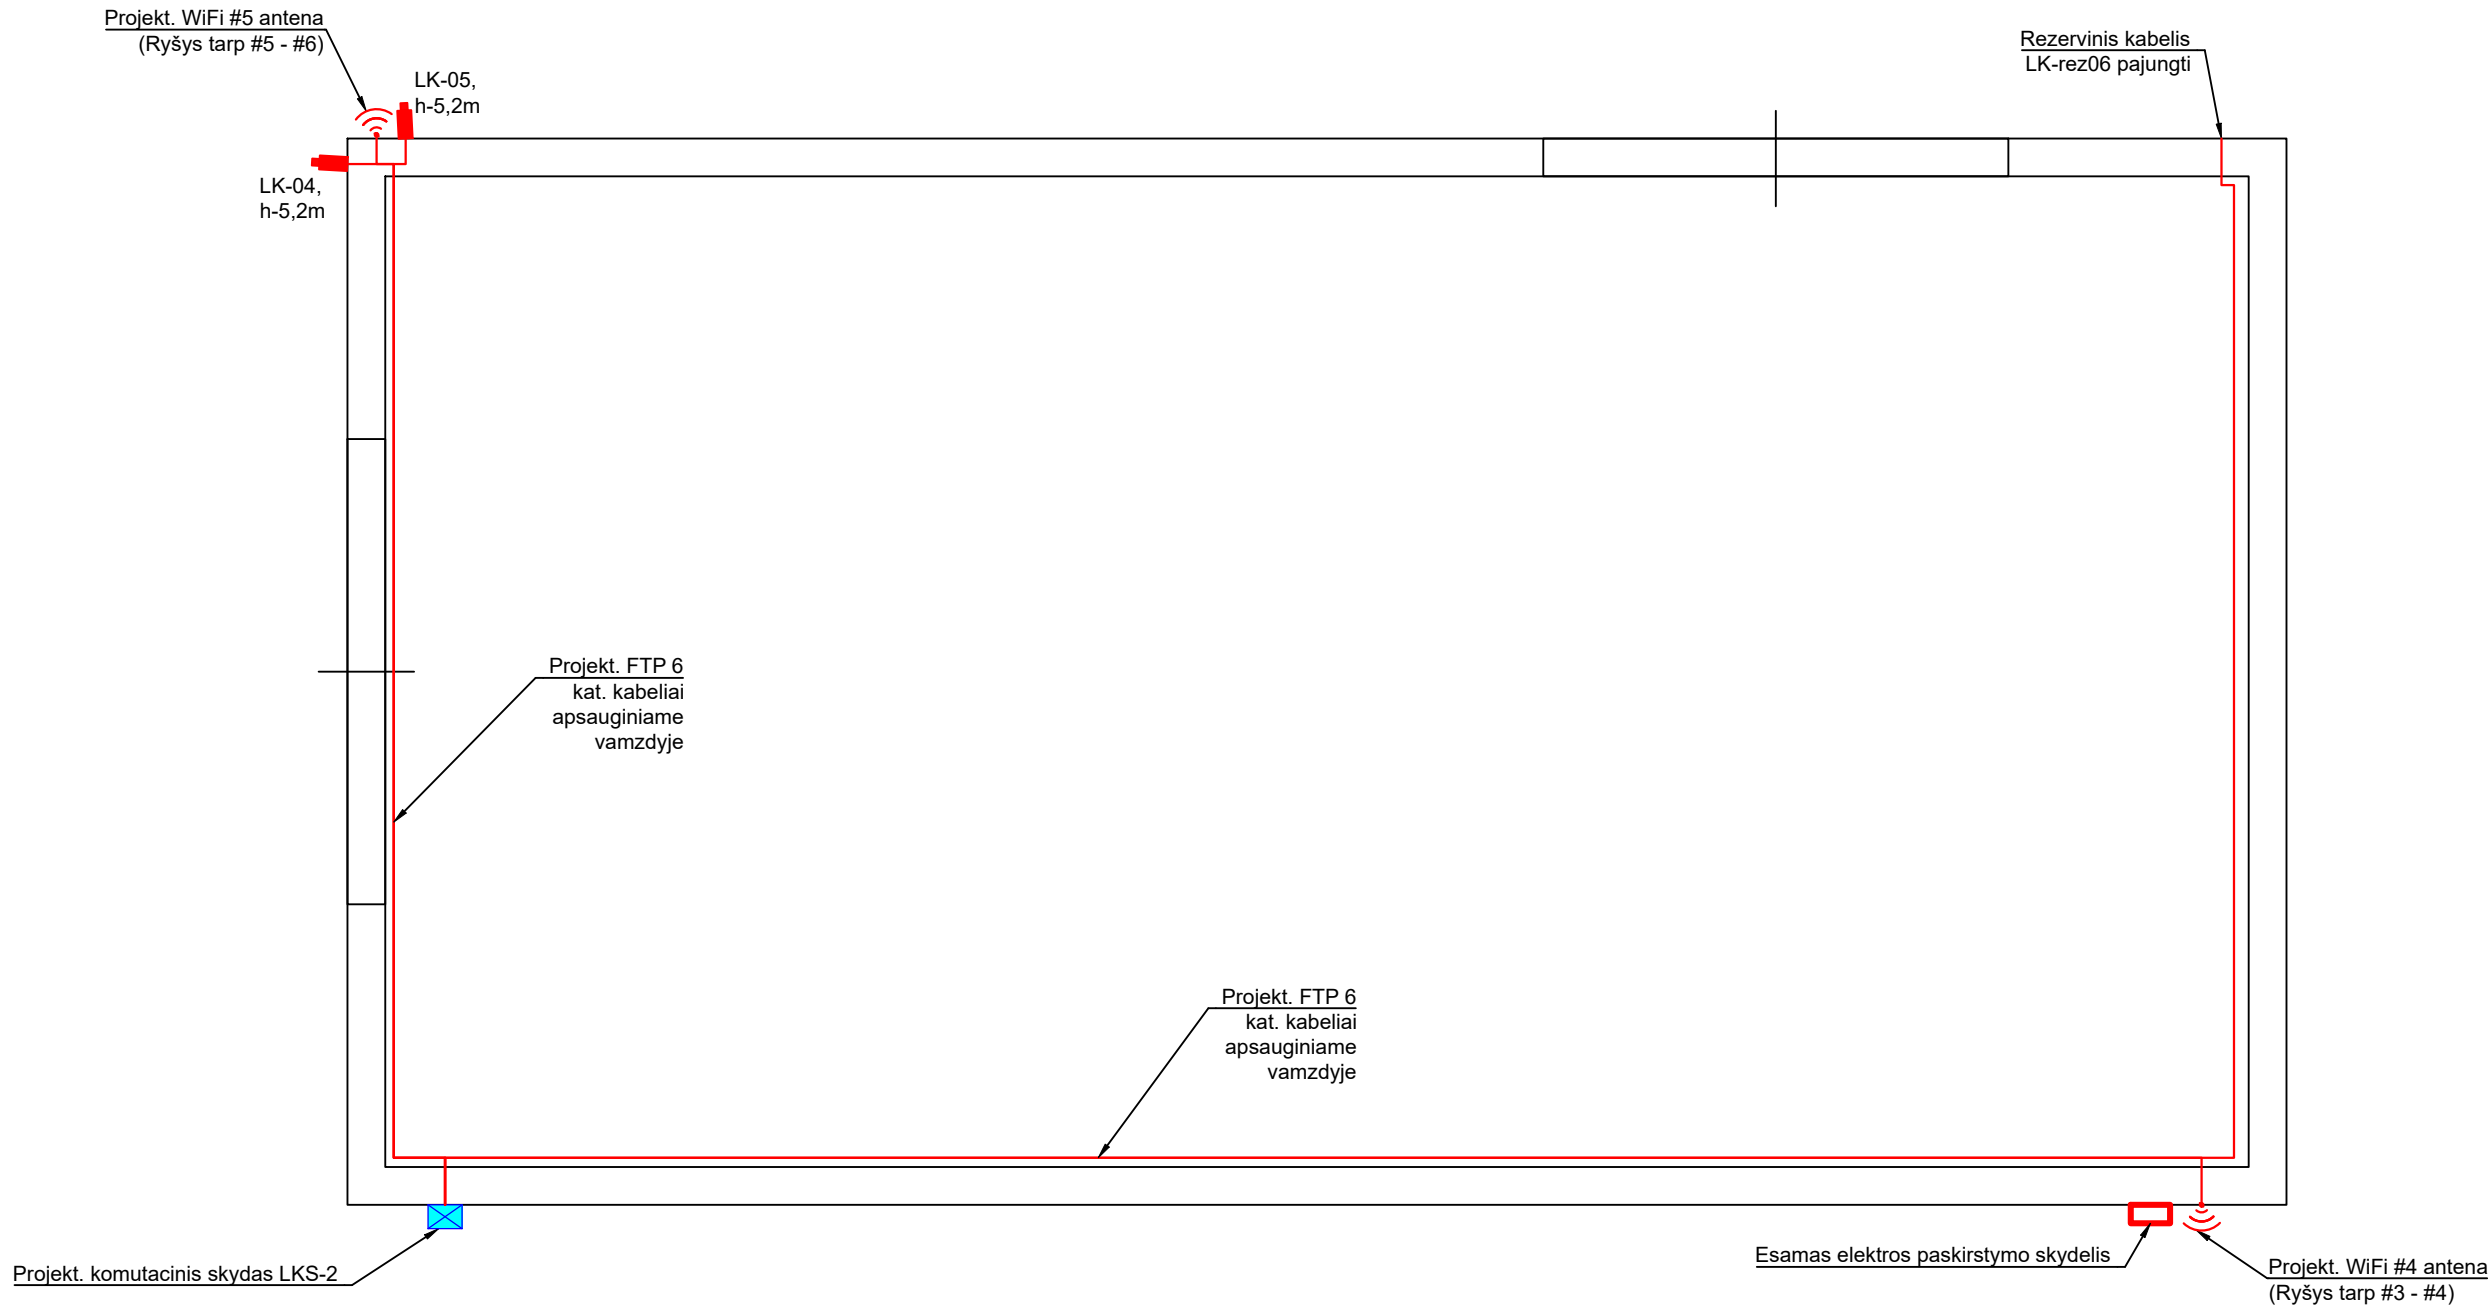 Projekt. WiFi #5 antena
(Ryšys tarp #5 - #6)
LK-05,
h-5,2m
Rezervinis kabelis
LK-rez06 pajungti
LK-04,
h-5,2m
Projekt. FTP 6
kat. kabeliai
apsauginiame
vamzdyje
Projekt. FTP 6
kat. kabeliai
apsauginiame
vamzdyje
Projekt. komutacinis skydas LKS-2
Esamas elektros paskirstymo skydelis
Projekt. WiFi #4 antena
(Ryšys tarp #3 - #4)